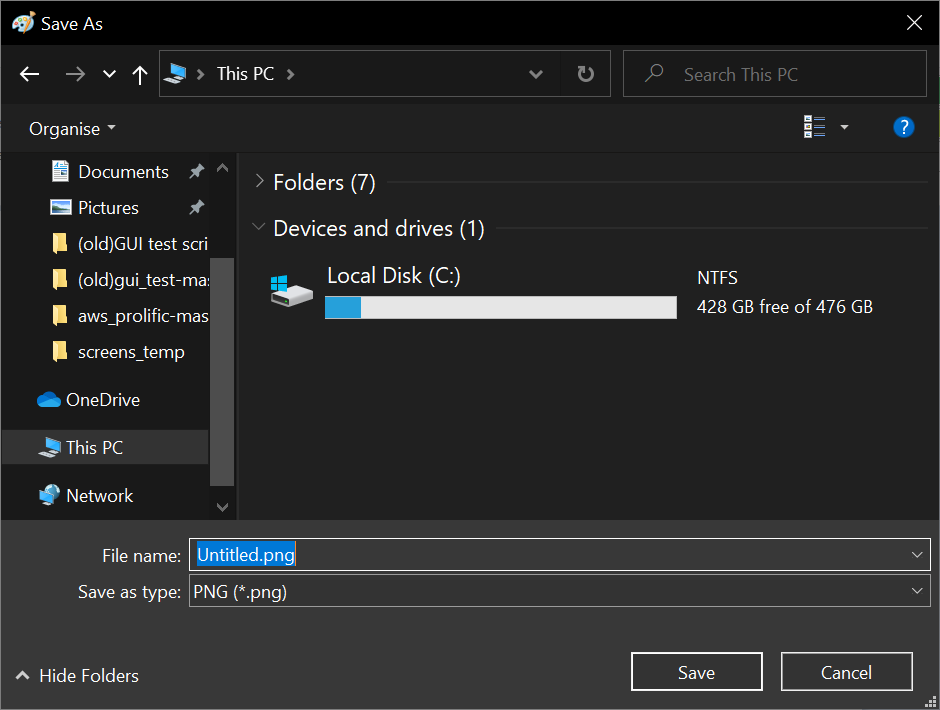 Save As
This PC
Search This PC
Organise
?
Documents
Pictures
(old)GUI test scri
(old)gui_test-mas
aws_prolific-mas
screens_temp
OneDrive
This PC
Network
Folders (7)
Devices and drives (1)
Local Disk (C:)
NTFS
428 GB free of 476 GB
File name: Untitled.png
Save as type: PNG (*.png)
Hide Folders
Save
Cancel